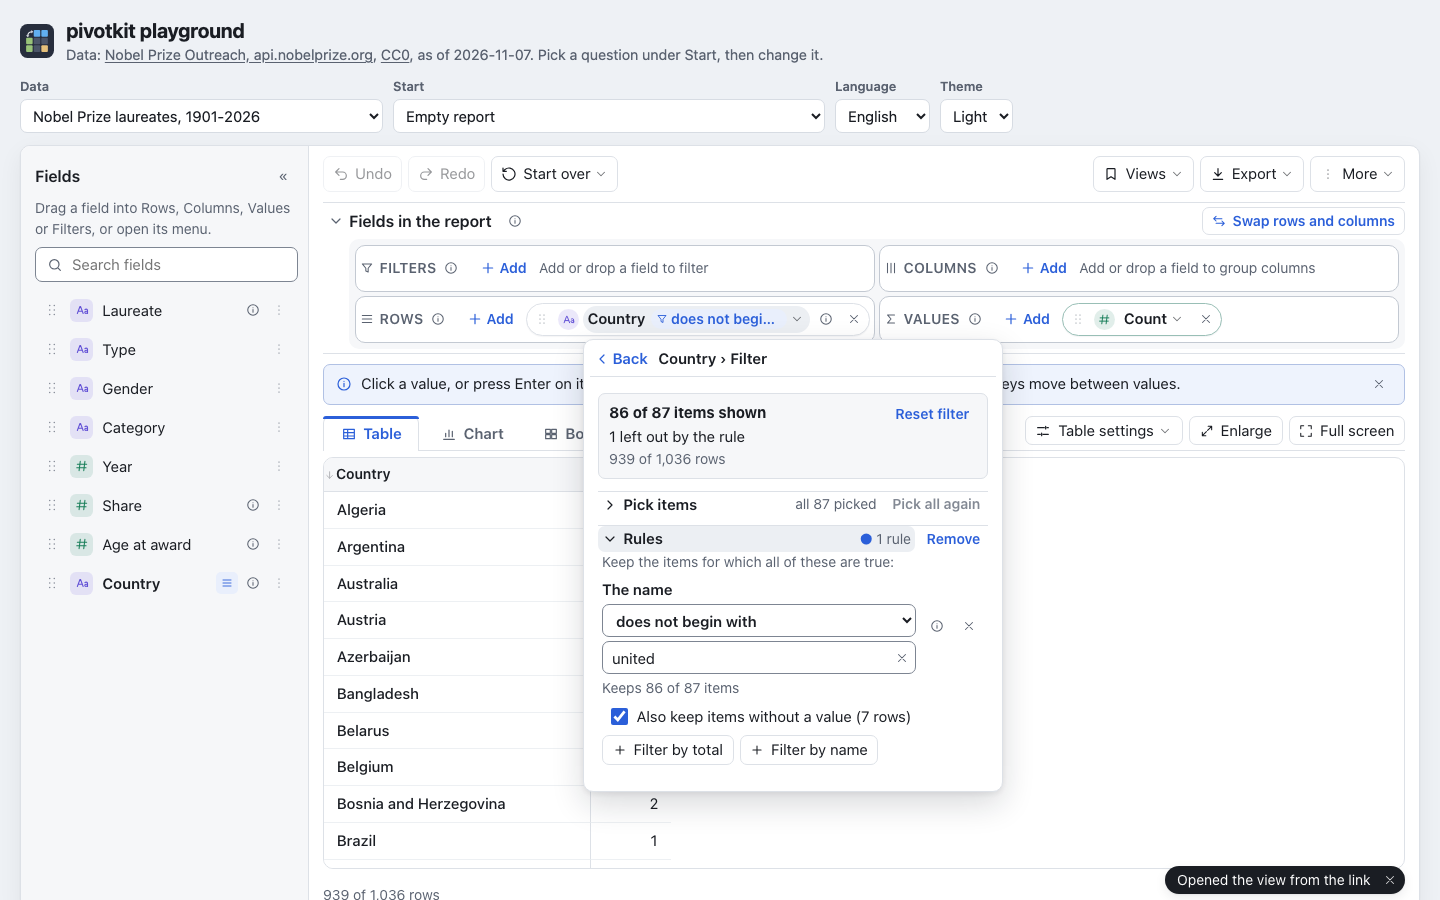 pivotkit playground
Data: Nobel Prize Outreach, api.nobelprize.org, CC0, as of 2026-11-07. Pick a question under Start, then change it.
Data
Start
Language
Theme
Nobel Prize laureates, 1901-2026
Empty report
English
Light
Fields
«
Drag a field into Rows, Columns, Values
or Filters, or open its menu.
Search fields
Aa Laureate
Aa Type
Aa Gender
Aa Category
# Year
# Share
# Age at award
Aa Country
Undo
Redo
Start over
Views
Export
More
Fields in the report
Swap rows and columns
FILTERS
+ Add
Add or drop a field to filter
COLUMNS
+ Add
Add or drop a field to group columns
ROWS
+ Add
Aa Country does not begi...
VALUES
+ Add
# Count
Click a value, or press Enter on it
eys move between values.
Table
Chart
Bo
Table settings
Enlarge
Full screen
↓ Country
Algeria
Argentina
Australia
Austria
Azerbaijan
Bangladesh
Belarus
Belgium
Bosnia and Herzegovina 2
Brazil 1
939 of 1,036 rows
Back
Country › Filter
86 of 87 items shown
Reset filter
1 left out by the rule
939 of 1,036 rows
Pick items
all 87 picked
Pick all again
Rules
1 rule
Remove
Keep the items for which all of these are true:
The name
does not begin with
united
Keeps 86 of 87 items
Also keep items without a value (7 rows)
+ Filter by total
+ Filter by name
Opened the view from the link